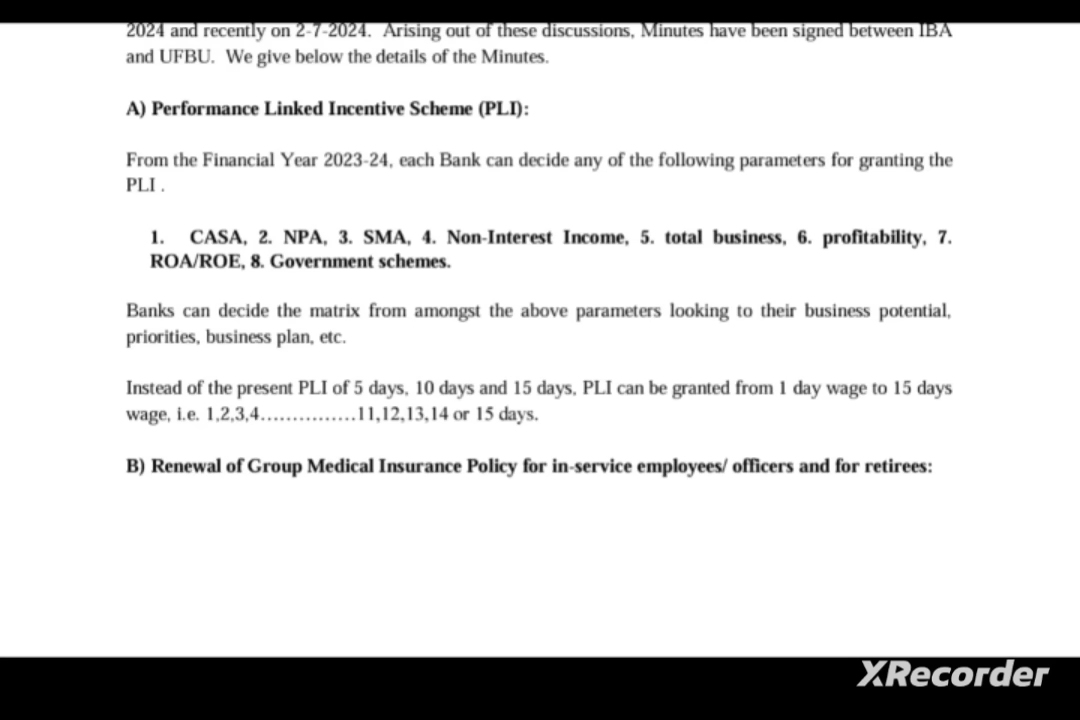 2024 and recently on 2-7-2024. Arising out of these discussions, Minutes have been signed between IBA
and UFBU. We give below the details of the Minutes.
A) Performance Linked Incentive Scheme (PLI):
From the Financial Year 2023-24, each Bank can decide any of the following parameters for granting the
PLI .
1. CASA, 2. NPA, 3. SMA, 4. Non-Interest Income, 5. total business, 6. profitability, 7.
ROA/ROE, 8. Government schemes.
Banks can decide the matrix from amongst the above parameters looking to their business potential,
priorities, business plan, etc.
Instead of the present PLI of 5 days, 10 days and 15 days, PLI can be granted from 1 day wage to 15 days
wage, i.e. 1,2,3,4...............11,12,13,14 or 15 days.
B) Renewal of Group Medical Insurance Policy for in-service employees/ officers and for retirees:
XRecorder